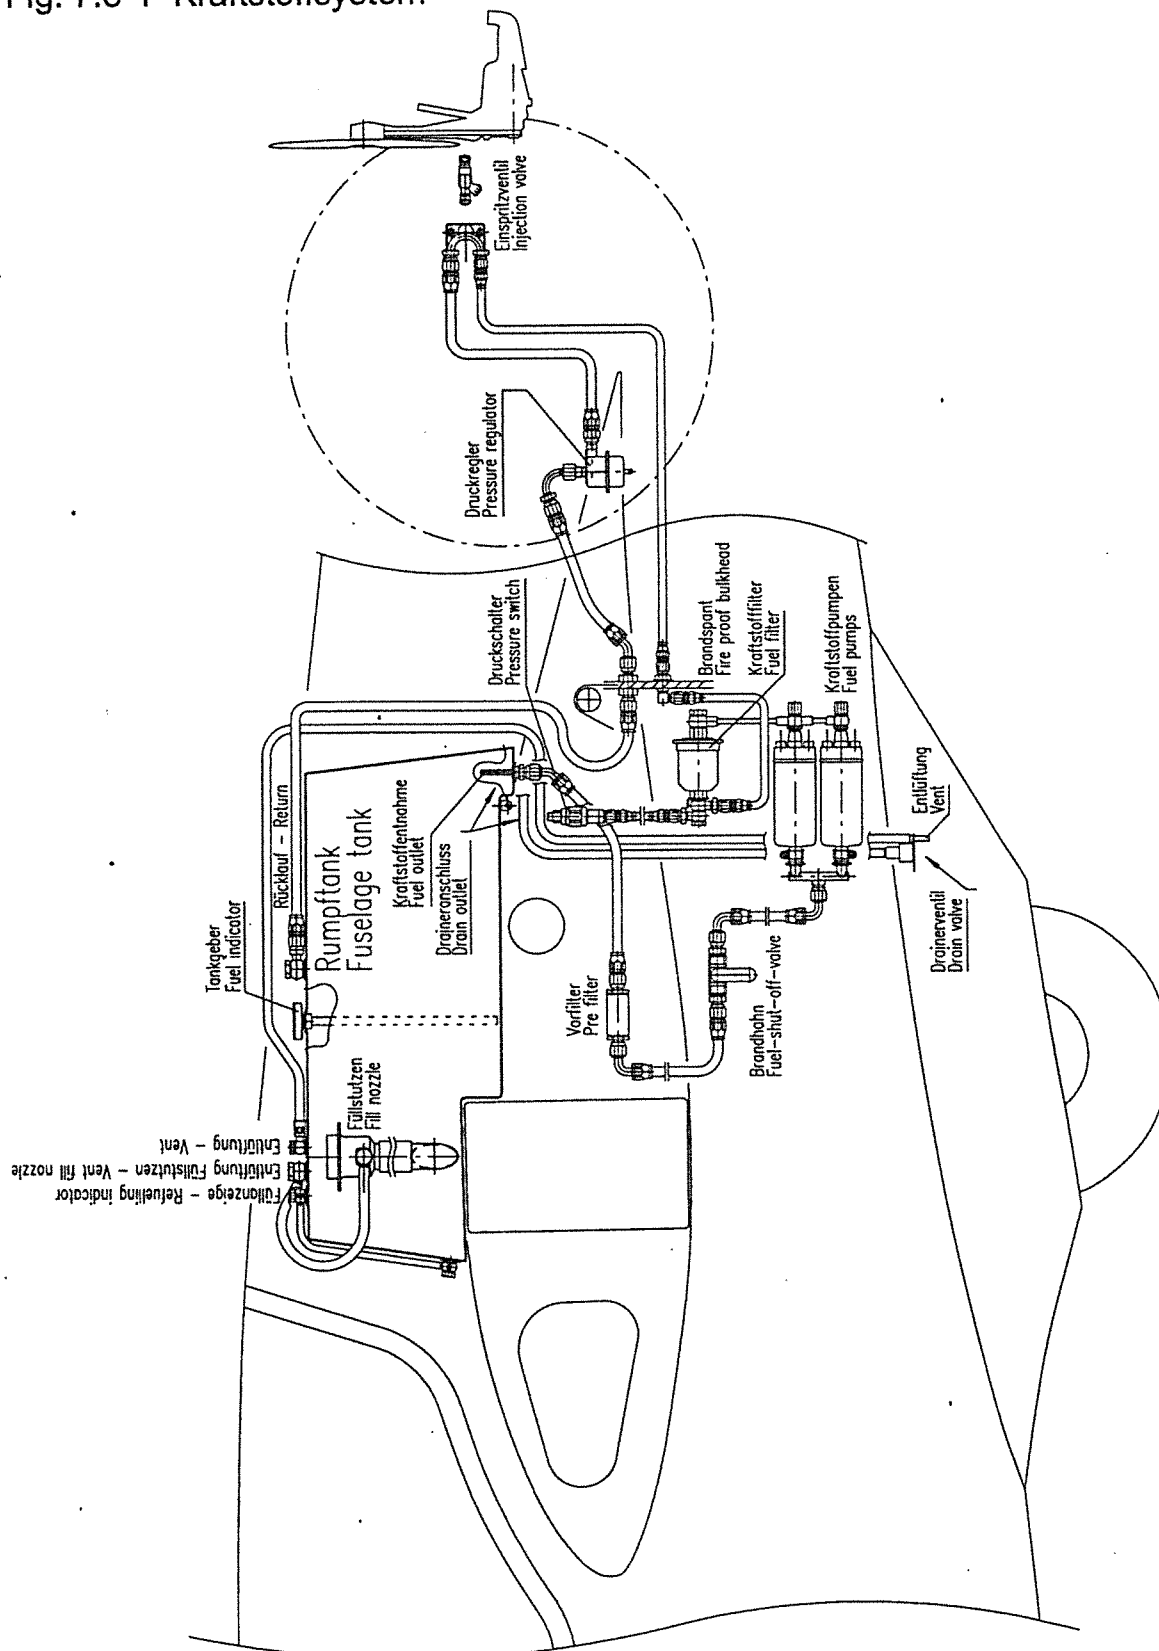 Fig. 7.
Kraftstoffsystem
Einspritzventil
Injection valve
Druckregler
Pressure regulator
Druckschalter
Pressure switch
Brandspant
Fire proof bulkhead
Kraftstofffilter
Fuel filter
Kraftstoffpumpen
Fuel pumps
Rücklauf - Return
Tankgeber
Fuel indicator
Rumpftank
Fuselage tank
Kraftstoffentnahme
Fuel outlet
Draineranschluss
Drain outlet
Entlüftung
Vent
Drainerventil
Drain valve
Vorfilter
Pre filter
Brandhahn
Fuel-shut-off-valve
Füllstutzen
Fill nozzle
Entlüftung - Vent
Entlüftung Füllstutzen - Vent fill nozzle
Füllanzeige - Refuelling indicator